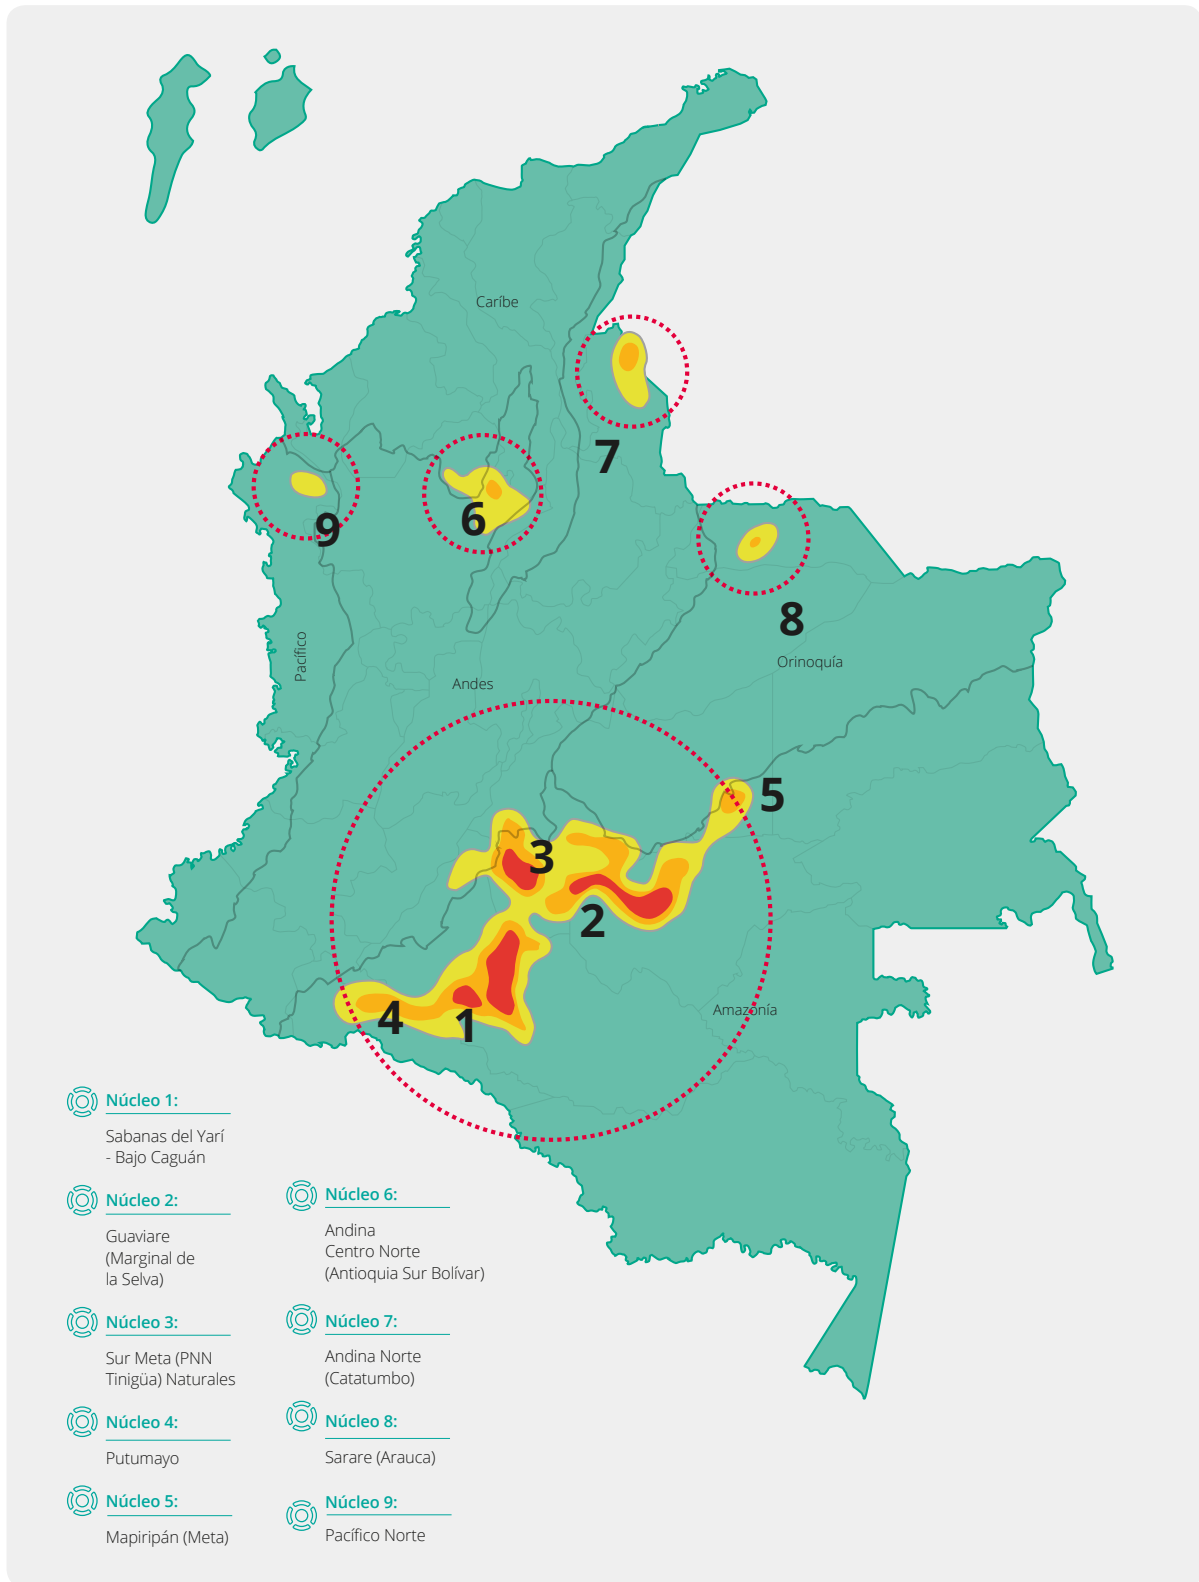 Caríbe
7
9
6
8
Pacífico
Orinoquía
Andes
5
3
2
4
1
Amazonía
Núcleo 1:
Sabanas del Yarí
- Bajo Caguán
Núcleo 2:
Guaviare
(Marginal de
la Selva)
Núcleo 3:
Sur Meta (PNN
Tinigüa) Naturales
Núcleo 4:
Putumayo
Núcleo 5:
Mapiripán (Meta)
Núcleo 6:
Andina
Centro Norte
(Antioquia Sur Bolívar)
Núcleo 7:
Andina Norte
(Catatumbo)
Núcleo 8:
Sarare (Arauca)
Núcleo 9:
Pacífico Norte